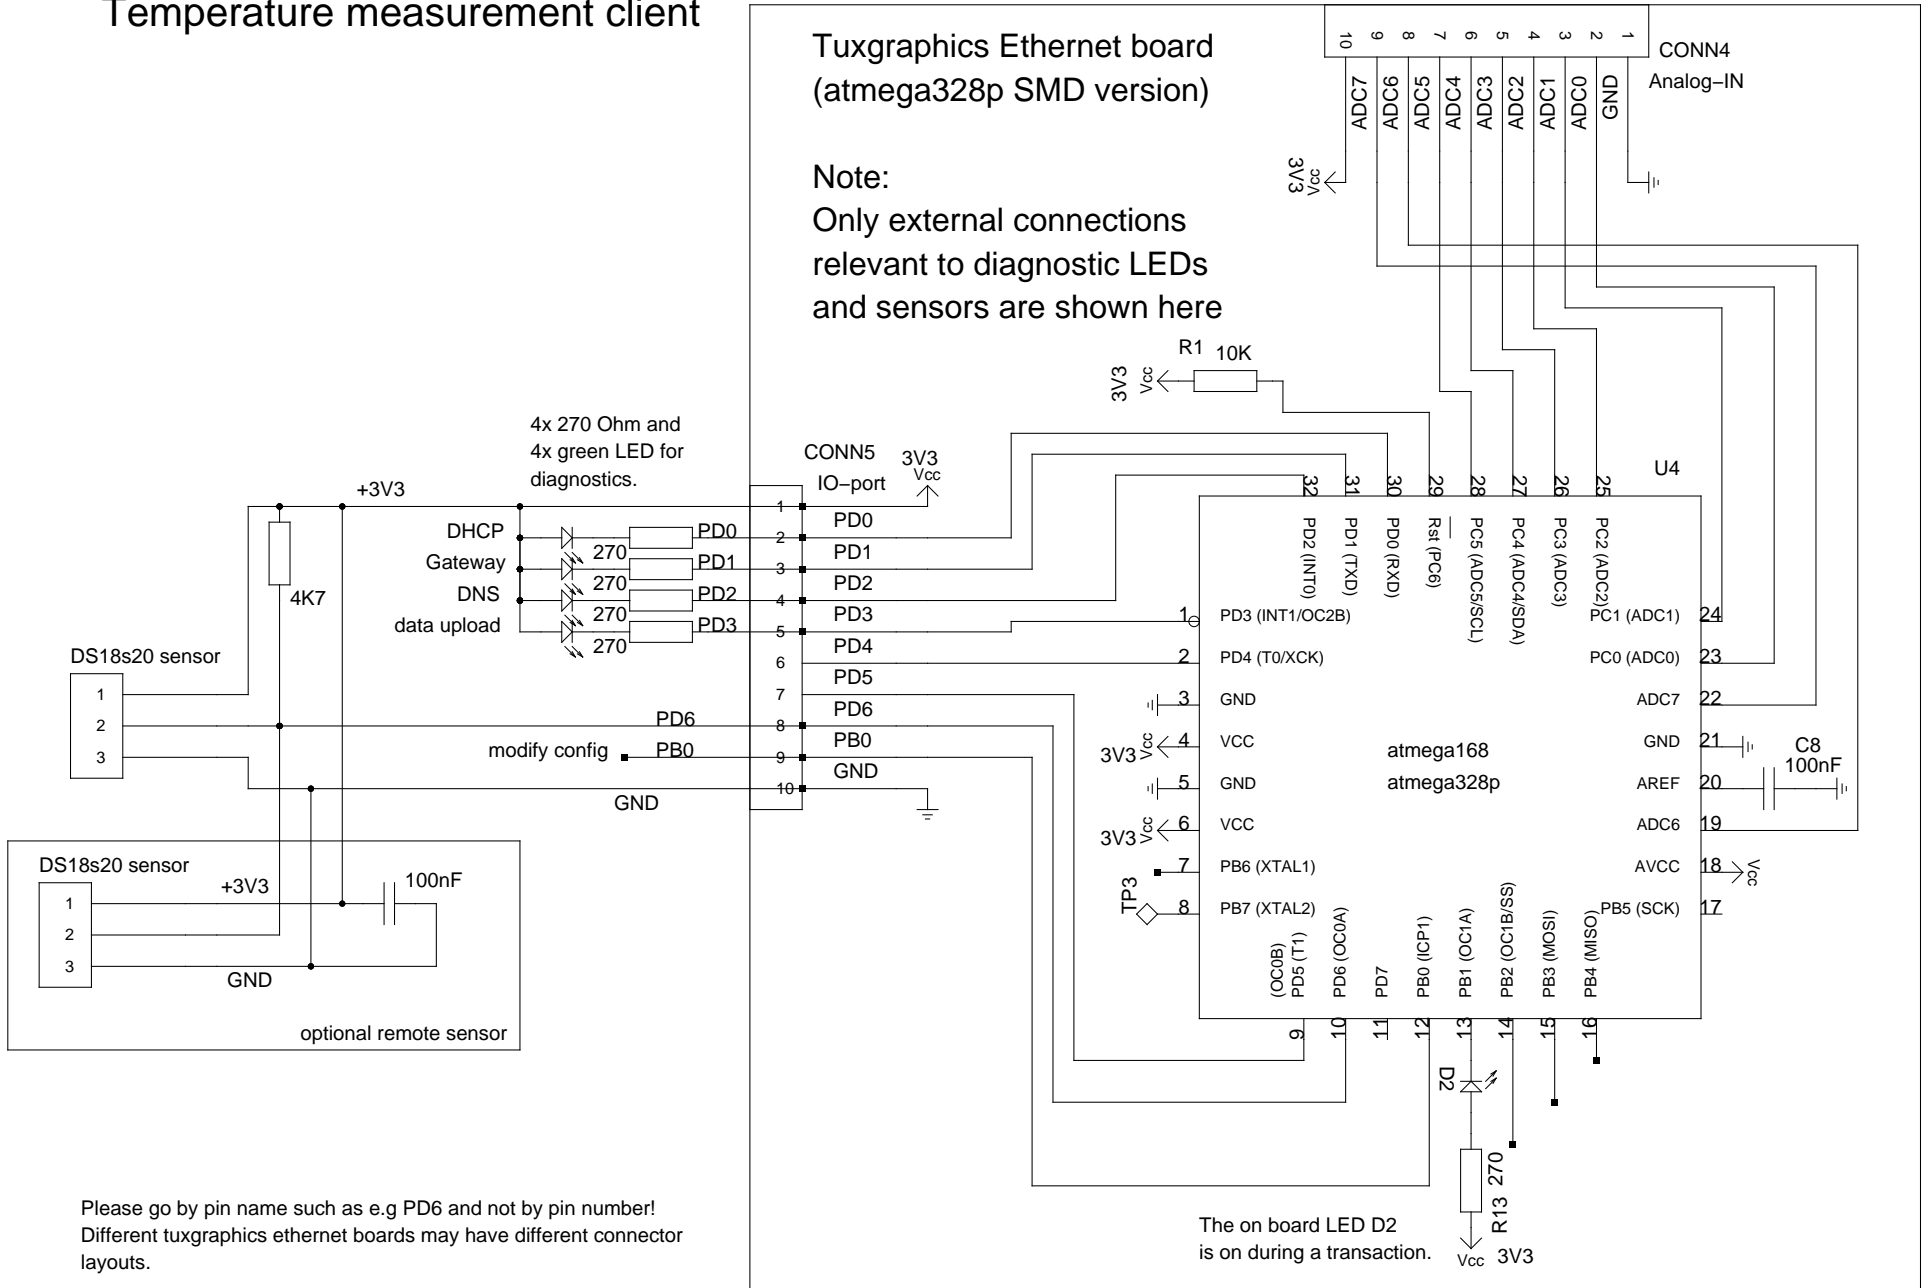 Temperature measurement client
Tuxgraphics Ethernet board
(atmega328p SMD version)
Note:
Only external connections
relevant to diagnostic LEDs
and sensors are shown here
10 9 8 7 6 5 4 3 2 1
CONN4
Analog-IN
ADC7 ADC6 ADC5 ADC4 ADC3 ADC2 ADC1 ADC0 GND
3V3 Vcc
R1 10K
3V3 Vcc
4x 270 Ohm and
4x green LED for
diagnostics.
CONN5
IO-port
3V3
Vcc
+3V3
1
DHCP 270 PD0 2 PD0
Gateway 270 PD1 3 PD1
DNS 270 PD2 4 PD2
data upload 270 PD3 5 PD3
6 PD4
7 PD5
PD6 8 PD6
modify config PB0 9 PB0
GND 10 GND
4K7
DS18s20 sensor
1
2
3
DS18s20 sensor
1
2
3
+3V3
100nF
GND
optional remote sensor
U4
32 31 30 29 28 27 26 25
PD2 (INT0)
PD1 (TXD)
PD0 (RXD)
Rst (PC6)
PC5 (ADC5/SCL)
PC4 (ADC4/SDA)
PC3 (ADC3)
PC2 (ADC2)
1 PD3 (INT1/OC2B)
2 PD4 (T0/XCK)
3 GND
3V3 Vcc 4 VCC
5 GND
3V3 Vcc 6 VCC
7 PB6 (XTAL1)
TP3 8 PB7 (XTAL2)
atmega168
atmega328p
PC1 (ADC1) 24
PC0 (ADC0) 23
ADC7 22
GND 21
AREF 20
C8
100nF
ADC6 19
AVCC 18 Vcc
PB5 (SCK) 17
(OC0B)
PD5 (T1)
PD6 (OC0A)
PD7
PB0 (ICP1)
PB1 (OC1A)
PB2 (OC1B/SS)
PB3 (MOSI)
PB4 (MISO)
9 10 11 12 13 14 15 16
D2
R13 270
Vcc 3V3
The on board LED D2
is on during a transaction.
Please go by pin name such as e.g PD6 and not by pin number!
Different tuxgraphics ethernet boards may have different connector
layouts.